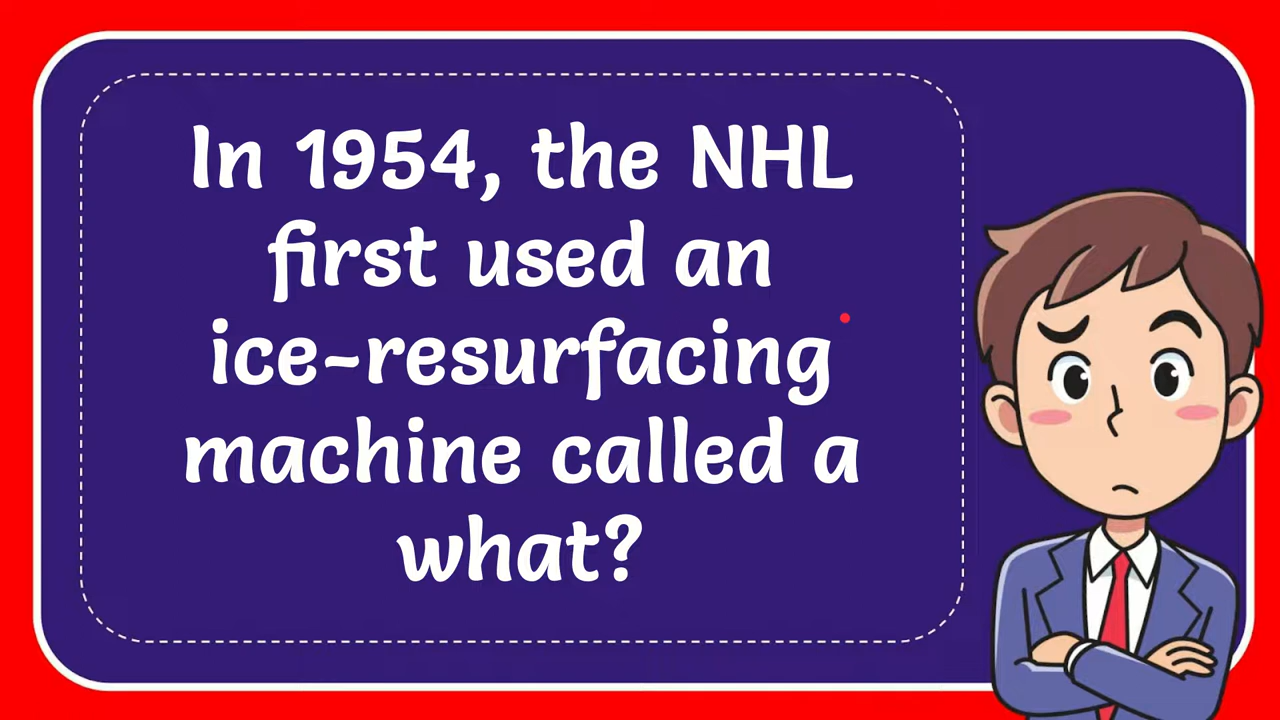 In 1954, the NHL
first used an
ice-resurfacing
machine called a
what?